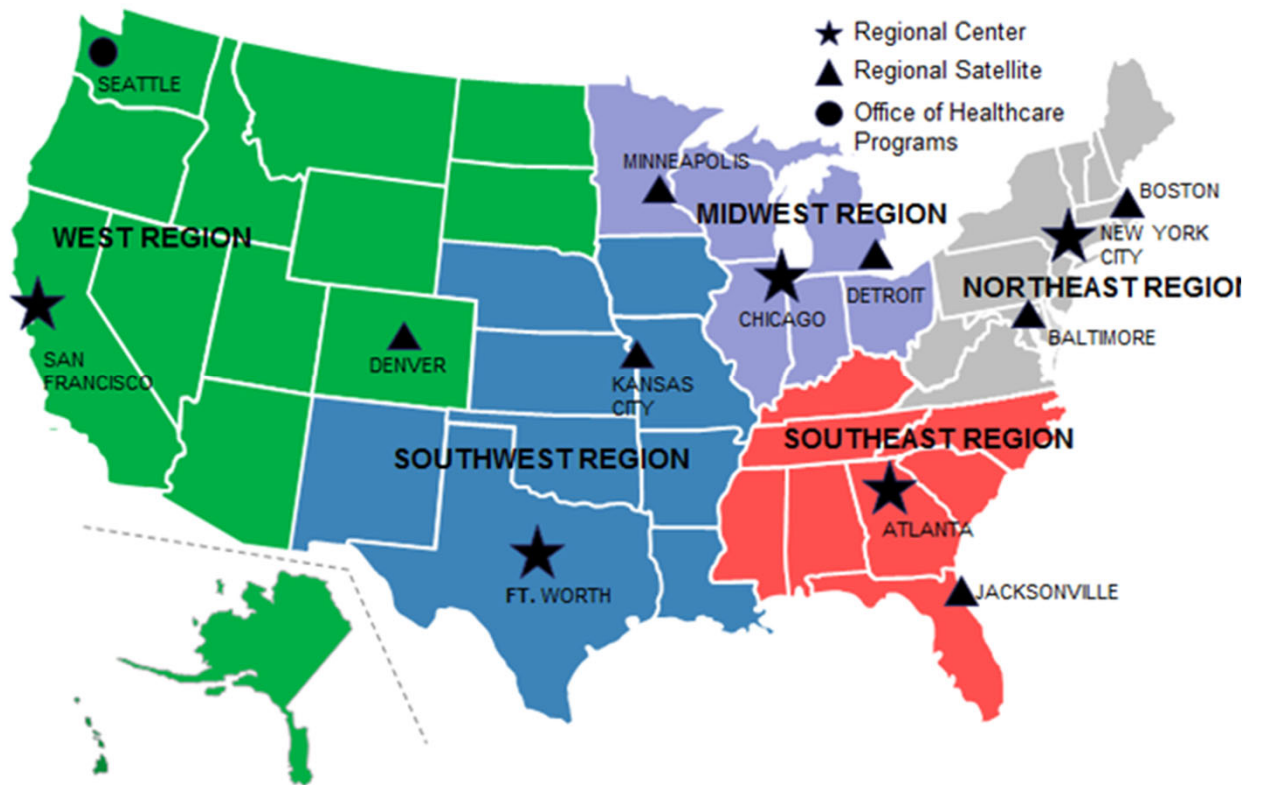 Regional Center
Regional Satellite
Office of Healthcare
Programs
SEATTLE
MINNEAPOLIS
BOSTON
MIDWEST REGION
WEST REGION
NEW YORK
CITY
NORTHEAST REGION
DETROIT
CHICAGO
BALTIMORE
SAN
FRANCISCO
DENVER
KANSAS
CITY
SOUTHEAST REGION
SOUTHWEST REGION
ATLANTA
FT. WORTH
JACKSONVILLE